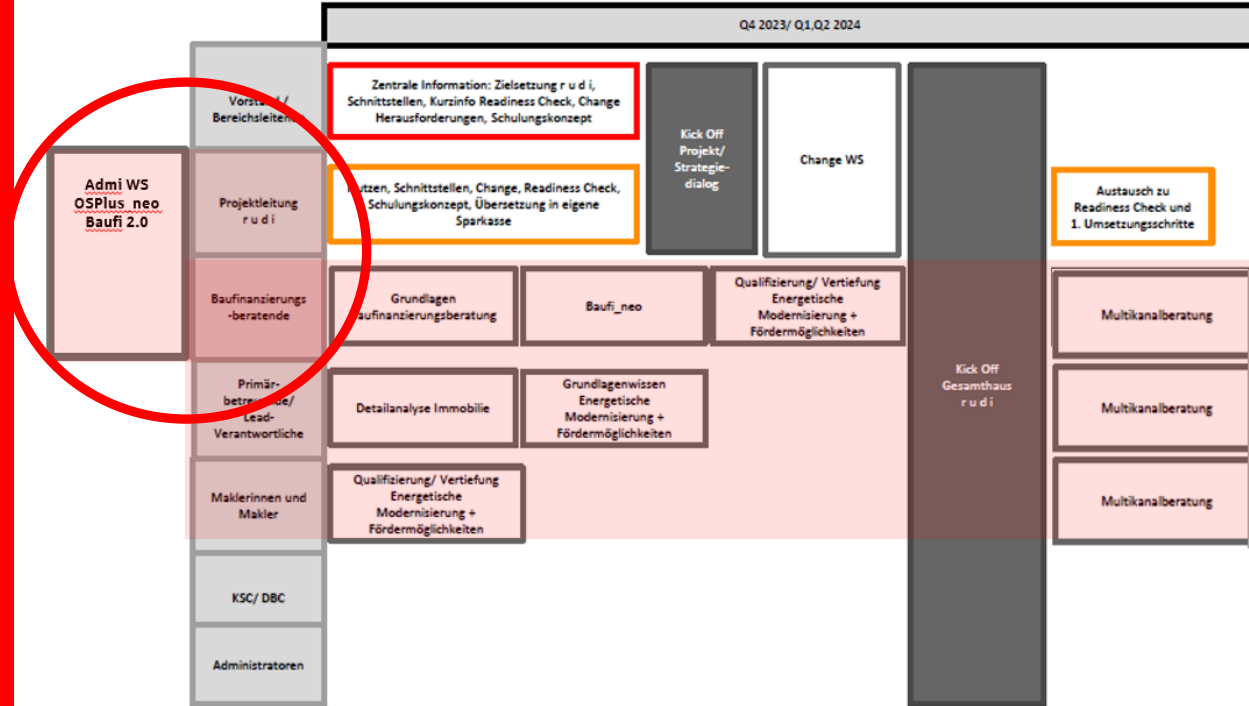 Q4 2023/ Q1,Q2 2024
Admi WS
OSPlus_neo
Baufi 2.0
Vorstand /
Bereichsleitende
Zentrale Information: Zielsetzung r u d i,
Schnittstellen, Kurzinfo Readiness Check, Change
Herausforderungen, Schulungskonzept
Kick Off
Projekt/
Strategie-
dialog
Change WS
Projektleitung
r u d i
Nutzen, Schnittstellen, Change, Readiness Check,
Schulungskonzept, Übersetzung in eigene
Sparkasse
Austausch zu
Readiness Check und
1. Umsetzungsschritte
Baufinanzierungs
-beratende
Grundlagen
Baufinanzierungsberatung
Baufi_neo
Qualifizierung/ Vertiefung
Energetische
Modernisierung +
Fördermöglichkeiten
Kick Off
Gesamthaus
r u d i
Multikanalberatung
Primär-
betreuende/
Lead-
Verantwortliche
Detailanalyse Immobilie
Grundlagenwissen
Energetische
Modernisierung +
Fördermöglichkeiten
Multikanalberatung
Maklerinnen und
Makler
Qualifizierung/ Vertiefung
Energetische
Modernisierung +
Fördermöglichkeiten
Multikanalberatung
KSC/ DBC
Administratoren